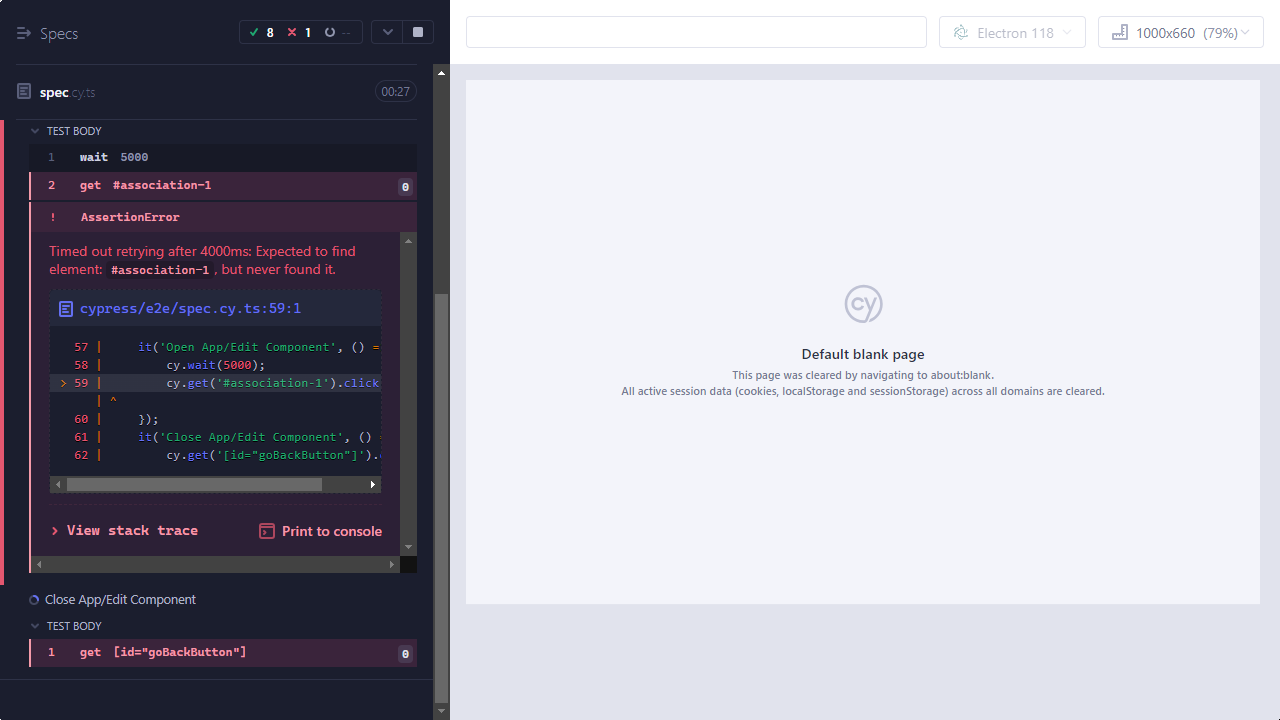 Specs
8
1
--
spec.cy.ts
00:27
TEST BODY
1 wait 5000
2 get #association-1 0
! AssertionError
Timed out retrying after 4000ms: Expected to find
element: #association-1, but never found it.
cypress/e2e/spec.cy.ts:59:1
57 | it('Open App/Edit Component', () =
58 | cy.wait(5000);
> 59 | cy.get('#association-1').click
| ^
60 | });
61 | it('Close App/Edit Component', () =
62 | cy.get('[id="goBackButton"]').
> View stack trace
Print to console
Close App/Edit Component
TEST BODY
1 get [id="goBackButton"] 0
Electron 118
1000x660 (79%)
cy
Default blank page
This page was cleared by navigating to about:blank.
All active session data (cookies, localStorage and sessionStorage) across all domains are cleared.